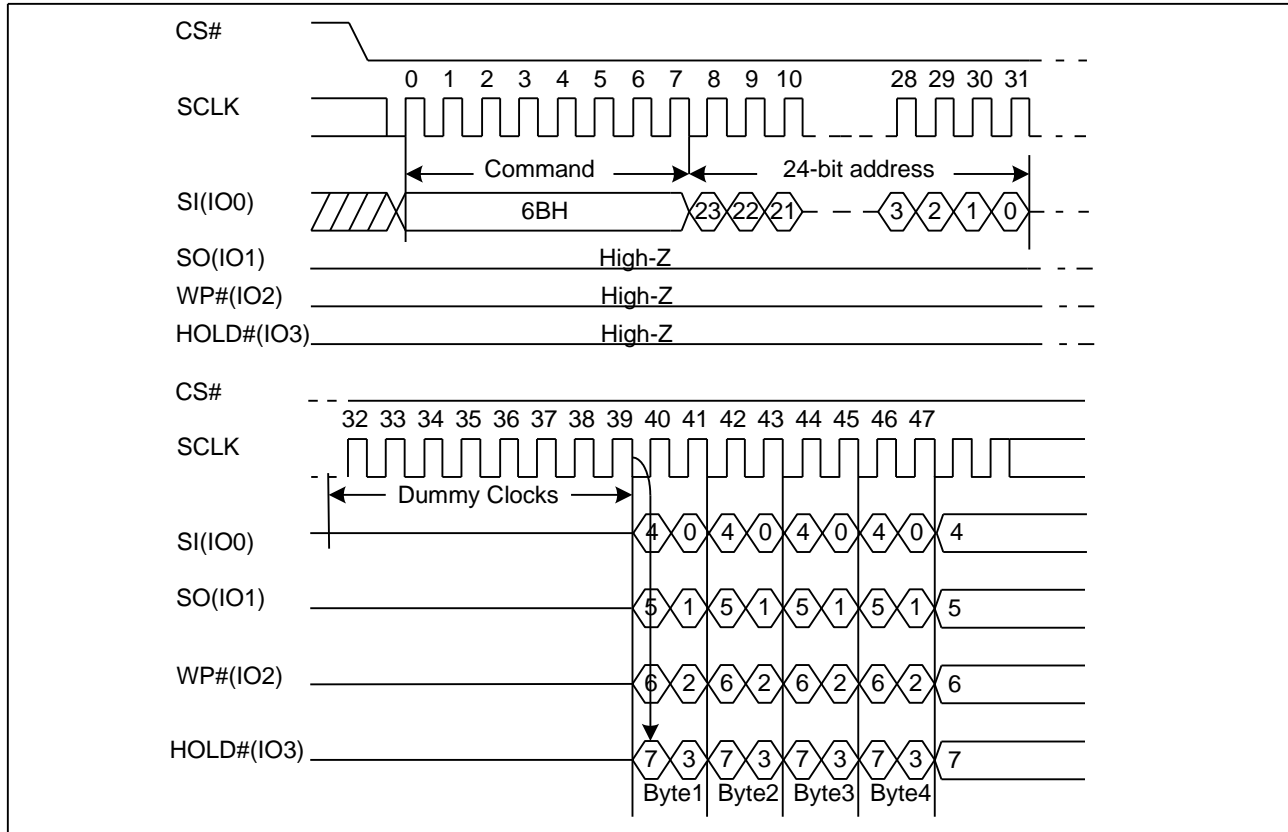 CS#
0 1 2 3 4 5 6 7 8 9 10 28 29 30 31
SCLK
Command 24-bit address
SI(IO0) 6BH 23 22 21 3 2 1 0
SO(IO1) High-Z
WP#(IO2) High-Z
HOLD#(IO3) High-Z
CS#
32 33 34 35 36 37 38 39 40 41 42 43 44 45 46 47
SCLK
Dummy Clocks
SI(IO0) 4 0 4 0 4 0 4 0 4
SO(IO1) 5 1 5 1 5 1 5 1 5
WP#(IO2) 6 2 6 2 6 2 6 2 6
HOLD#(IO3) 7 3 7 3 7 3 7 3 7
Byte1 Byte2 Byte3 Byte4